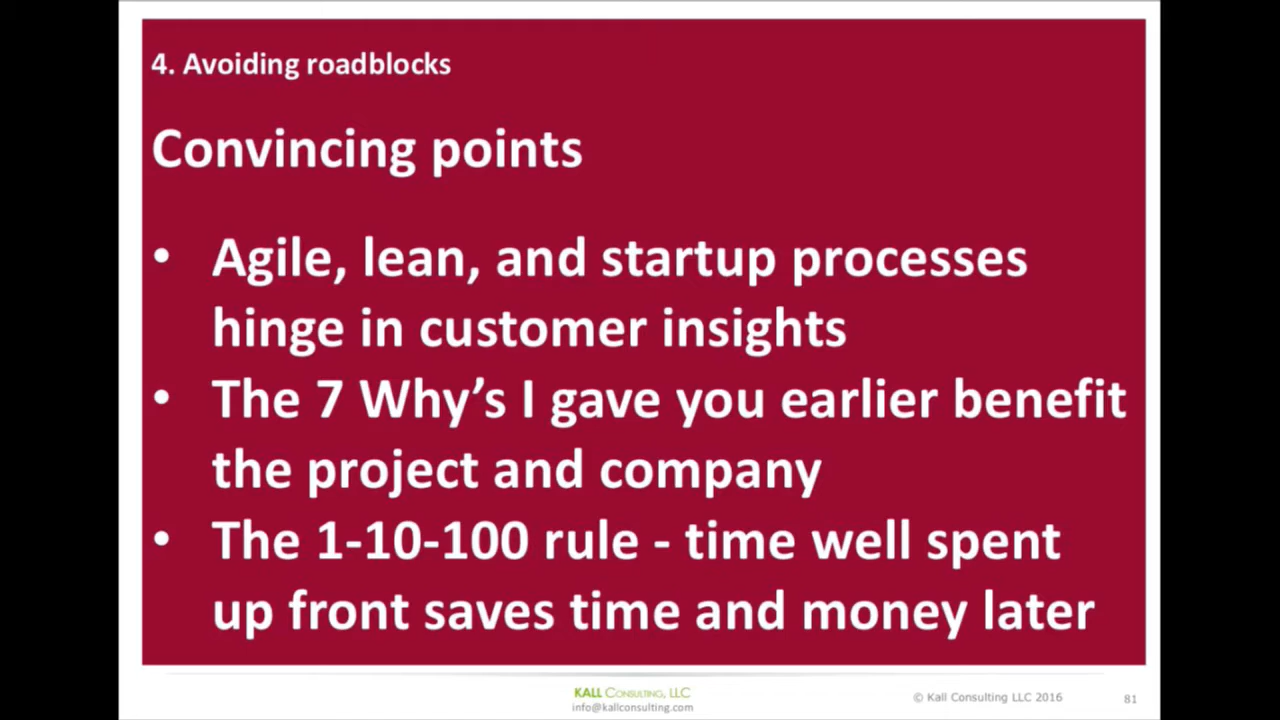 4. Avoiding roadblocks
Convincing points
• Agile, lean, and startup processes
hinge in customer insights
• The 7 Why’s I gave you earlier benefit
the project and company
• The 1-10-100 rule - time well spent
up front saves time and money later
KALL CONSULTING, LLC
info@kallconsulting.com
© Kall Consulting LLC 2016
81